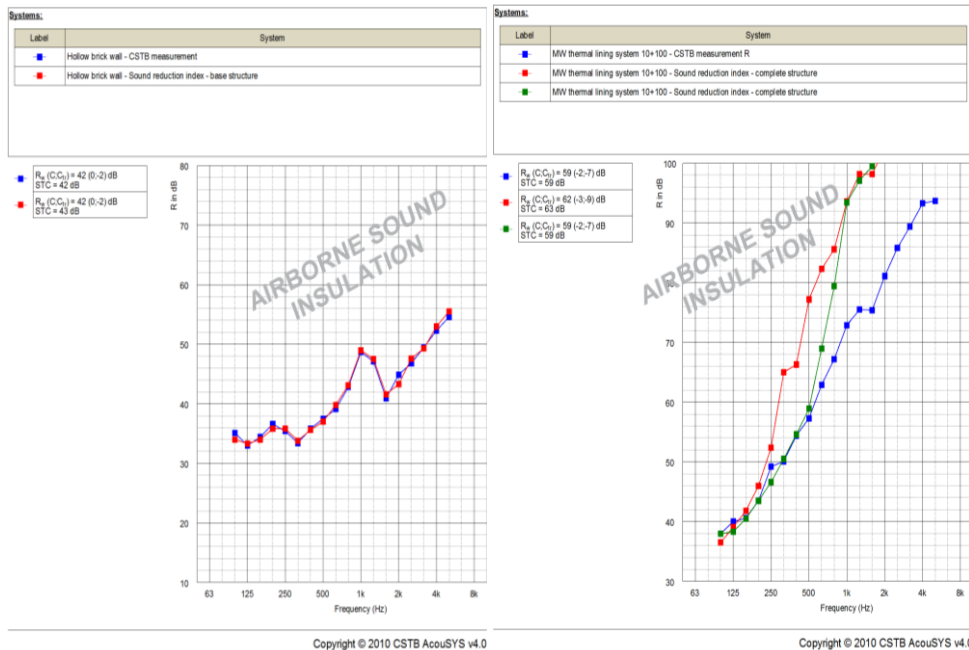 Systems:
Label System
Hollow brick wall - CSTB measurement
Hollow brick wall - Sound reduction index - base structure
Rw (C;Ctr) = 42 (0;-2) dB
STC = 42 dB
Rw (C;Ctr) = 42 (0;-2) dB
STC = 43 dB
R in dB
80
70
60
50
40
30
20
10
AIRBORNE SOUND
INSULATION
63 125 250 500 1k 2k 4k 8k
Frequency (Hz)
Copyright © 2010 CSTB AcouSYS v4.0
Systems:
Label System
MW thermal lining system 10+100 - CSTB measurement R
MW thermal lining system 10+100 - Sound reduction index - complete structure
MW thermal lining system 10+100 - Sound reduction index - complete structure
Rw (C;Ctr) = 59 (-2;-7) dB
STC = 59 dB
Rw (C;Ctr) = 62 (-3;-9) dB
STC = 63 dB
Rw (C;Ctr) = 59 (-2;-7) dB
STC = 59 dB
R in dB
100
90
80
70
60
50
40
30
AIRBORNE SOUND
INSULATION
63 125 250 500 1k 2k 4k 8k
Frequency (Hz)
Copyright © 2010 CSTB AcouSYS v4.0